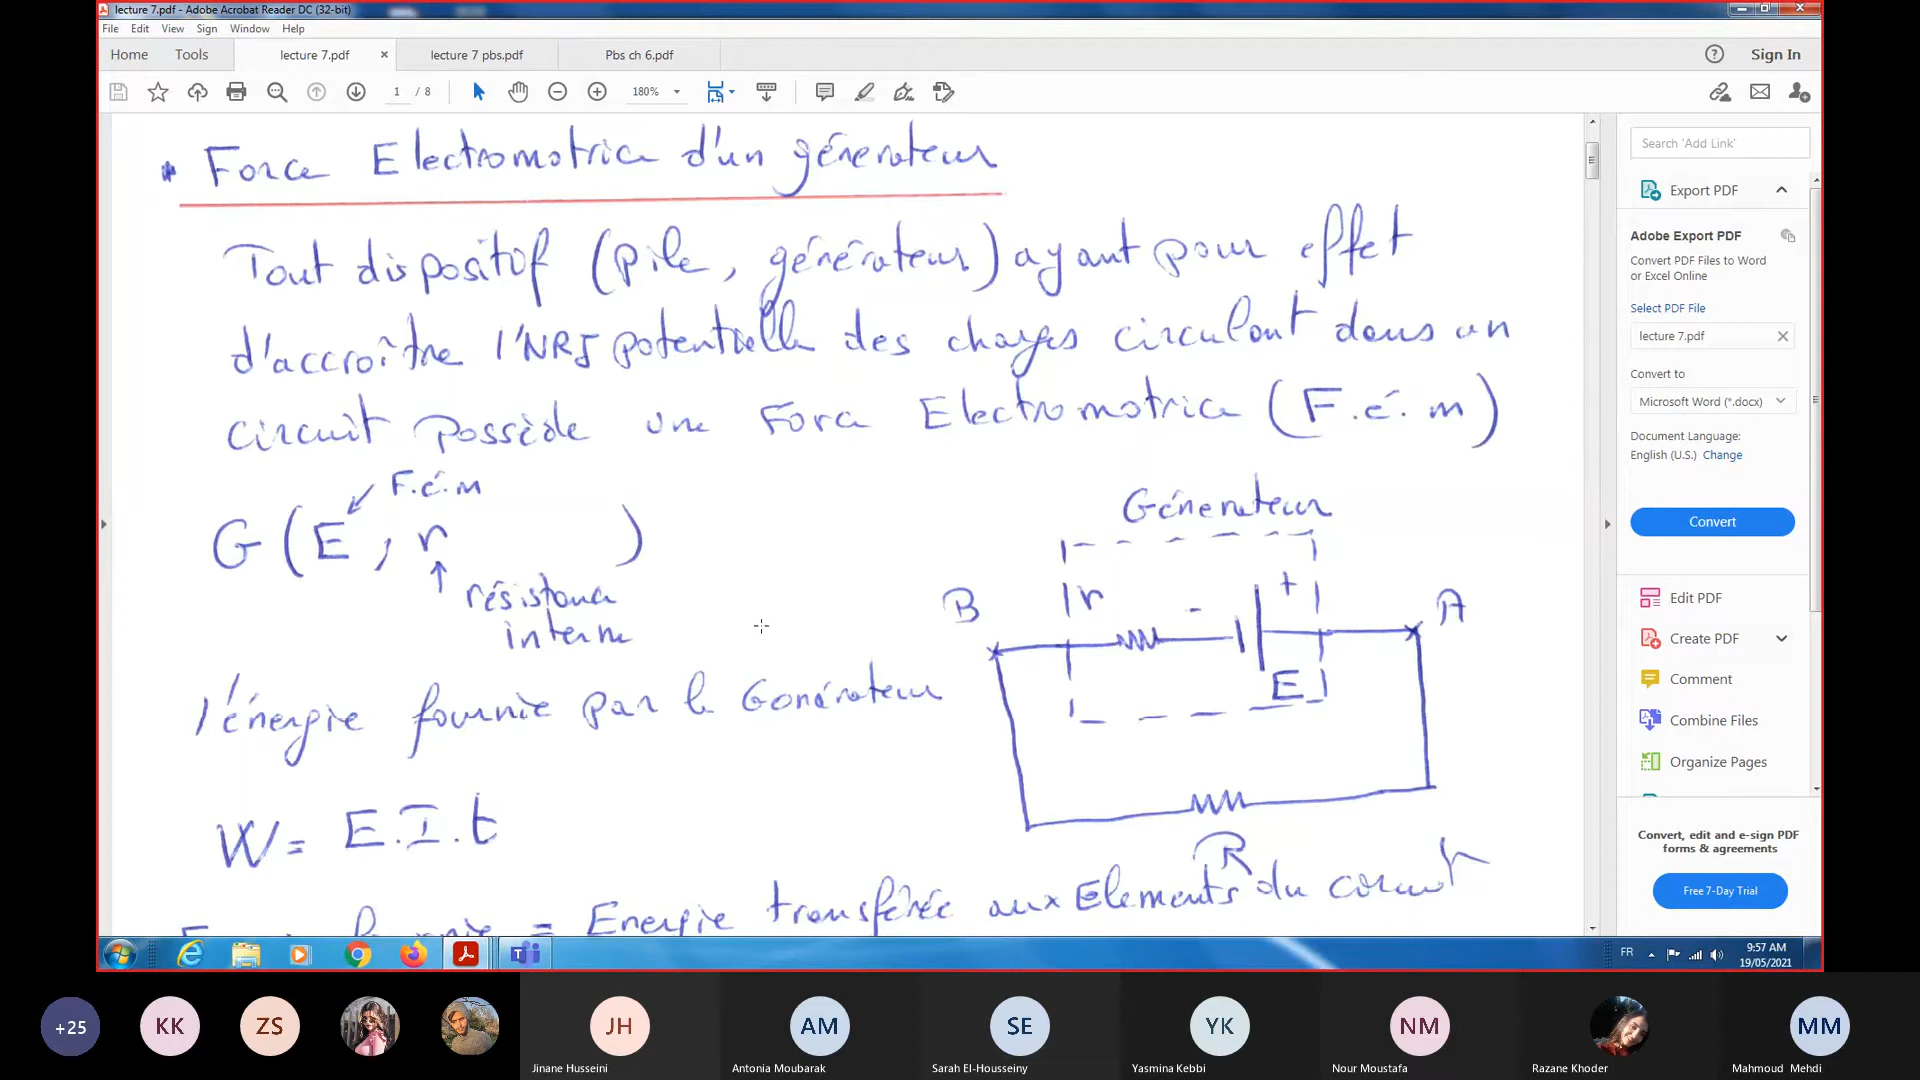 lecture 7.pdf - Adobe Acrobat Reader DC (32-bit)
File Edit View Sign Window Help
Home Tools lecture 7.pdf × lecture 7 pbs.pdf Pbs ch 6.pdf Sign In
1 / 8 180%
• Force Electromotrice d'un générateur
Tout dispositif (pile, générateur) ayant pour effet
d'accroître l'NRJ potentielle des charges circulant dans un
circuit possède une Force Electromotrice (F.é.m)
F.é.m
G (E, r )
résistance
interne
Générateur
B r - + A
E
R
l'énergie fournie par le Générateur
W = E.I.t
= Energie transférée aux Elements du circuit
Search 'Add Link'
Export PDF
Adobe Export PDF
Convert PDF Files to Word
or Excel Online
Select PDF File
lecture 7.pdf
Convert to
Microsoft Word (*.docx)
Document Language:
English (U.S.) Change
Convert
Edit PDF
Create PDF
Comment
Combine Files
Organize Pages
Convert, edit and e-sign PDF
forms & agreements
Free 7-Day Trial
FR
9:57 AM
19/05/2021
+25 KK ZS JH AM SE YK NM MM
Jinane Husseini Antonia Moubarak Sarah El-Housseiny Yasmina Kebbi Nour Moustafa Razane Khoder Mahmoud Mehdi